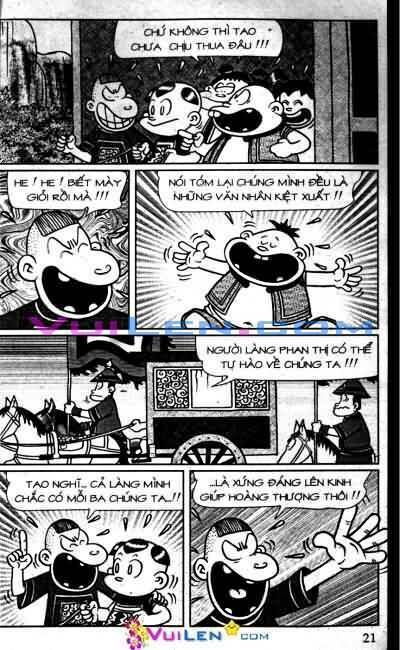 CHỨ KHÔNG THÌ TAO
CHƯA CHỊU THUA ĐÂU !!!
HE ! HE ! BIẾT MÀY
GIỎI RỒI MÀ !!!
NÓI TÓM LẠI CHÚNG MÌNH ĐỀU LÀ
NHỮNG VĂN NHÂN KIỆT XUẤT !!
VUILEN.COM
NGƯỜI LÀNG PHAN THỊ CÓ THỂ
TỰ HÀO VỀ CHÚNG TA !!!
TAO NGHĨ... CẢ LÀNG MÌNH
CHẮC CÓ MỖI BA CHÚNG TA...!!
...LÀ XỨNG ĐÁNG LÊN KINH
GIÚP HOÀNG THƯỢNG THÔI !!
21
VUILEN.COM